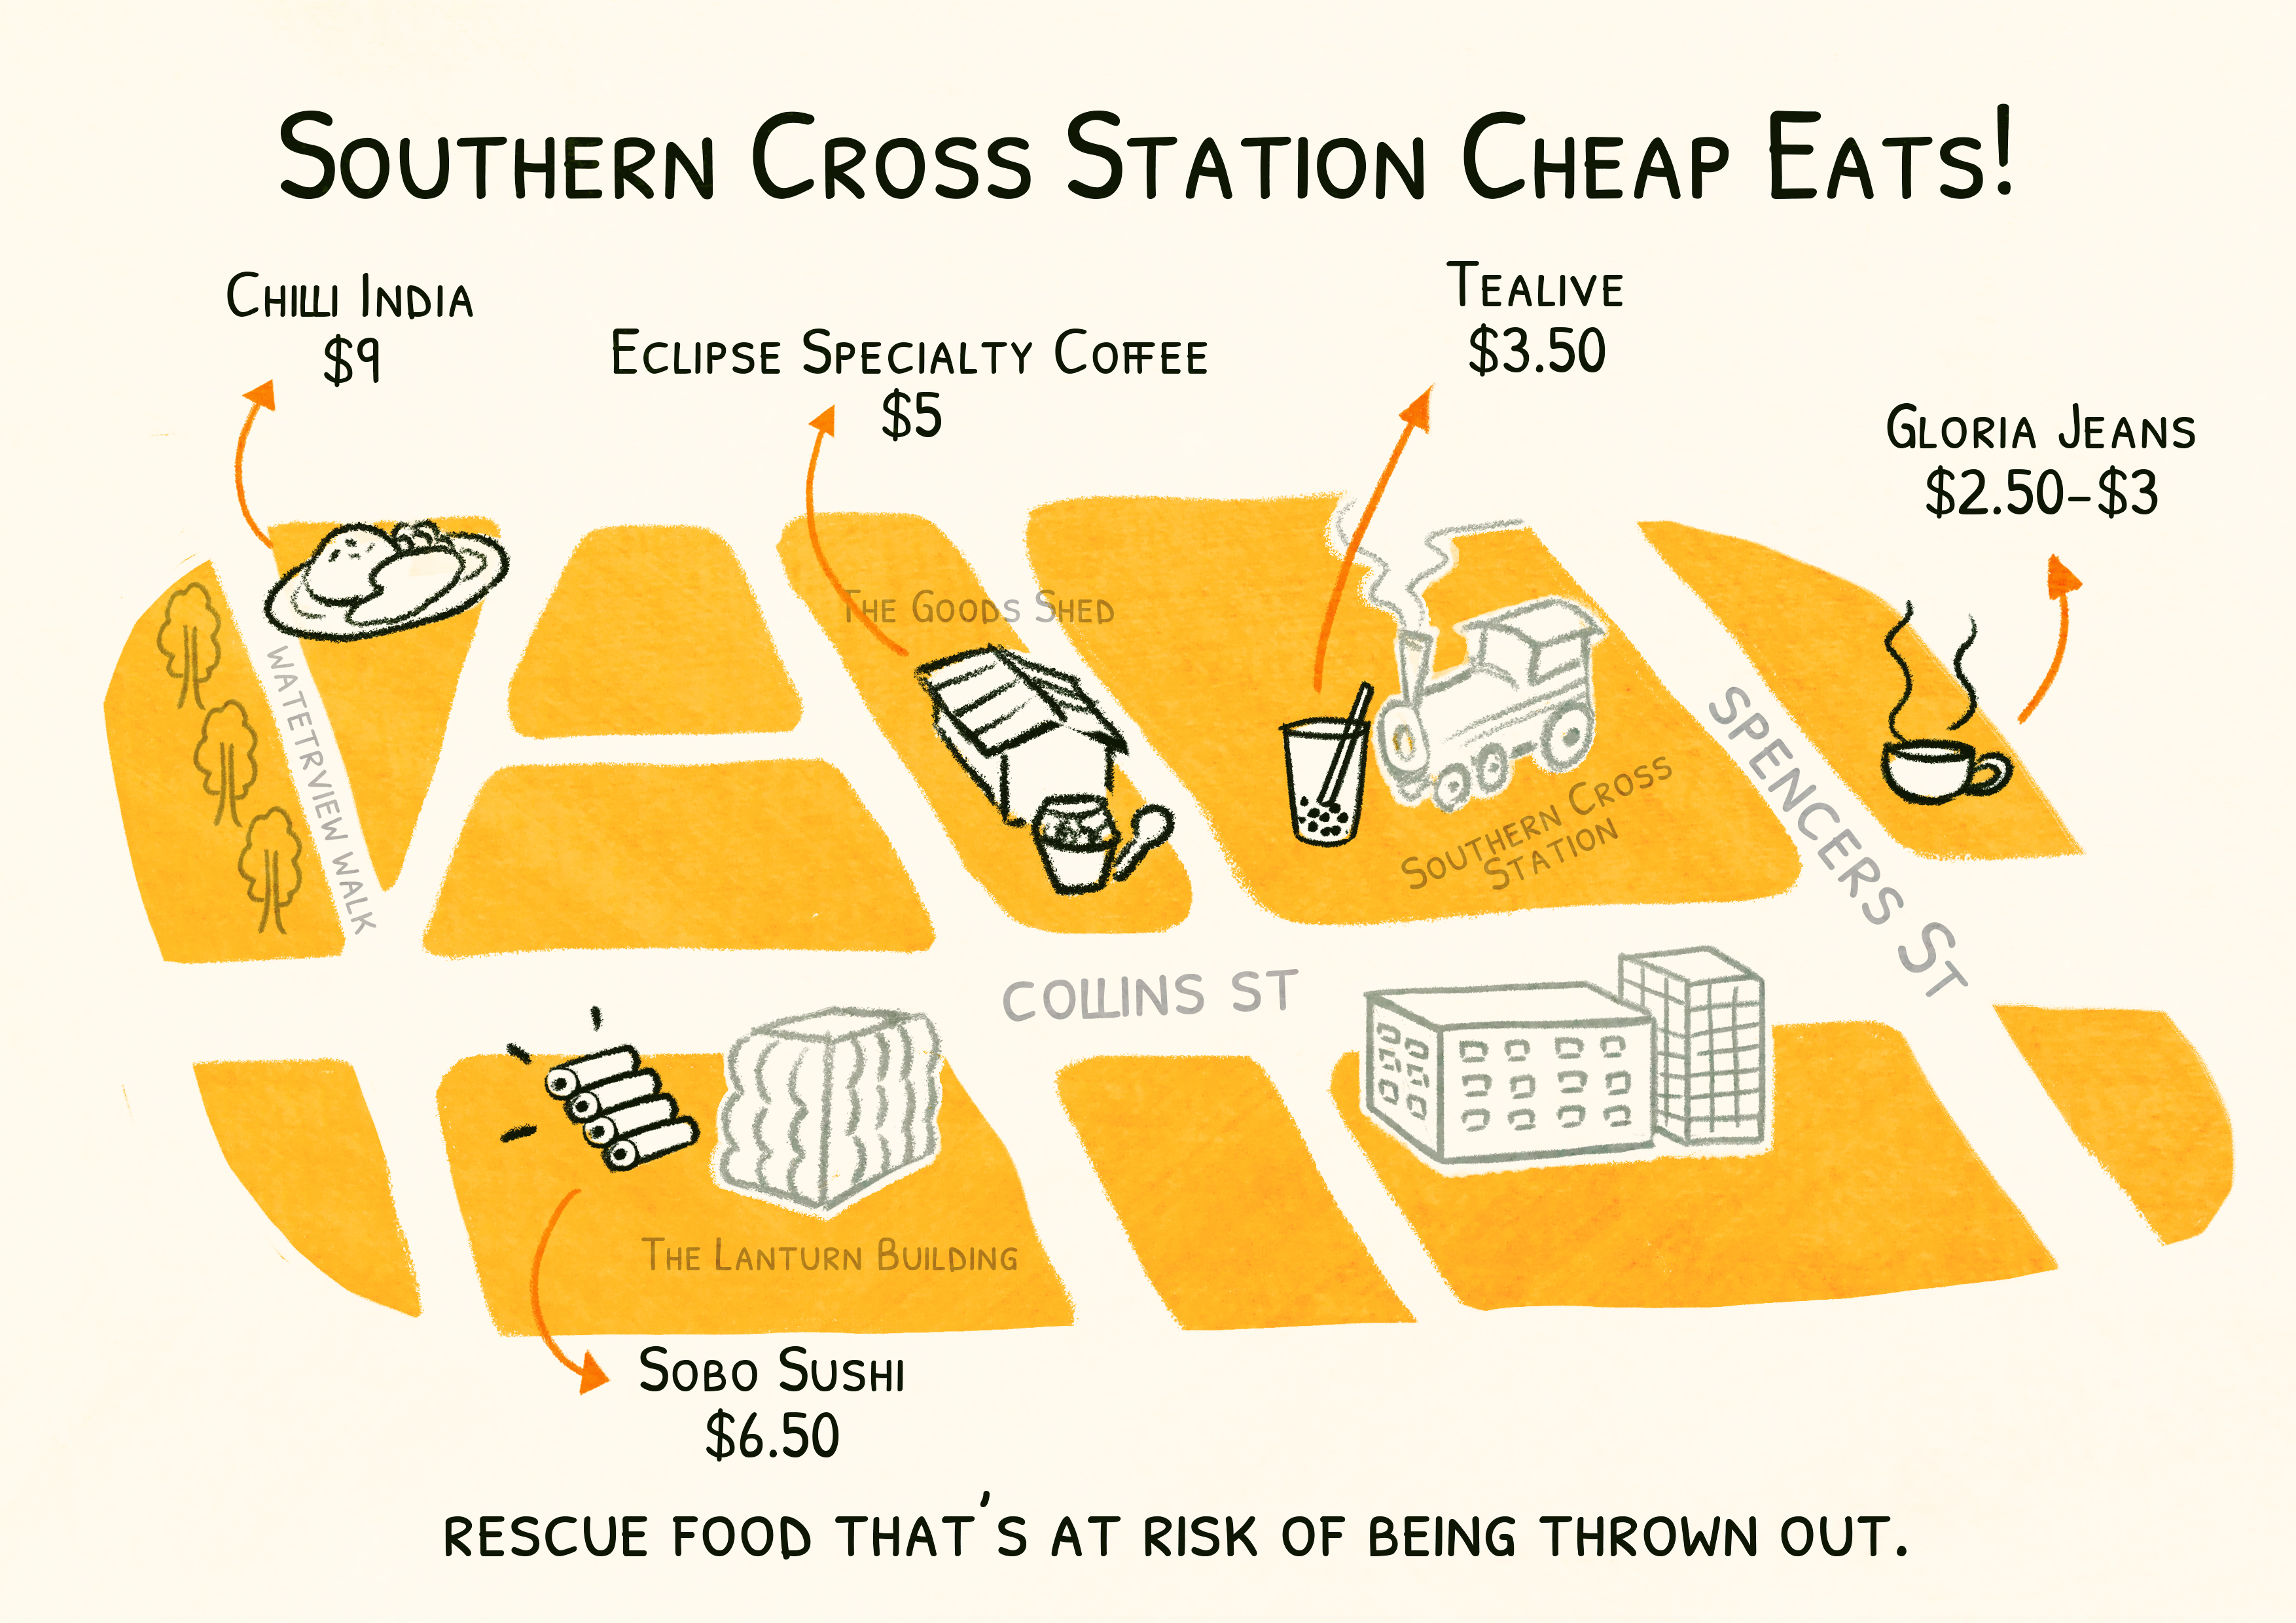 Southern Cross Station Cheap Eats!
Chilli India
$9
Eclipse Specialty Coffee
$5
Tealive
$3.50
Gloria Jeans
$2.50-$3
The Goods Shed
WATETRVIEW WALK
SPENCERS ST
Southern Cross
Station
COLLINS ST
The Lanturn Building
Sobo Sushi
$6.50
RESCUE FOOD THAT'S AT RISK OF BEING THROWN OUT.